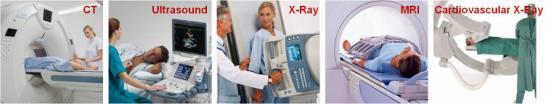 CT
Ultrasound
X-Ray
MRI
Cardiovascular X-Ray